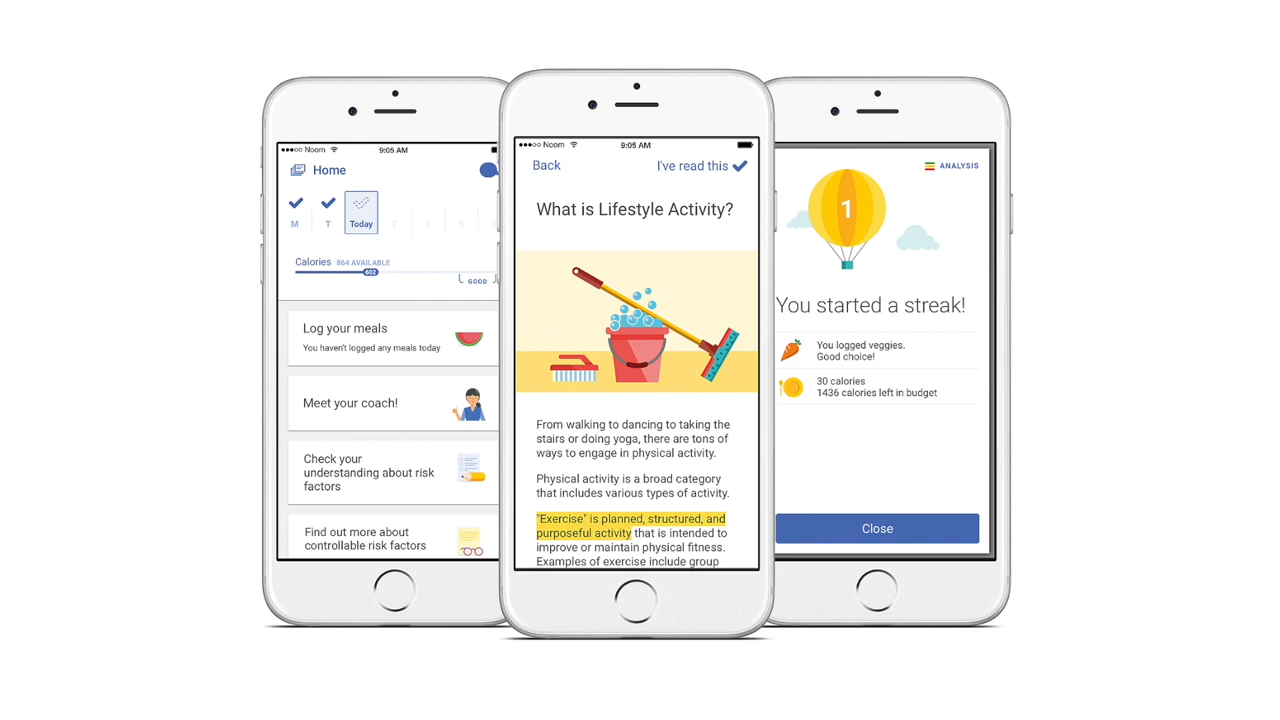 Noom 9:05 AM
Home
M T Today T F S
Calories 864 AVAILABLE
602
GOOD
Log your meals
You haven't logged any meals today
Meet your coach!
Check your
understanding about risk
factors
Find out more about
controllable risk factors
Noom 9:05 AM
Back I've read this
What is Lifestyle Activity?
From walking to dancing to taking the
stairs or doing yoga, there are tons of
ways to engage in physical activity.
Physical activity is a broad category
that includes various types of activity.
"Exercise" is planned, structured, and
purposeful activity that is intended to
improve or maintain physical fitness.
Examples of exercise include group
ANALYSIS
1
You started a streak!
You logged veggies.
Good choice!
30 calories
1436 calories left in budget
Close